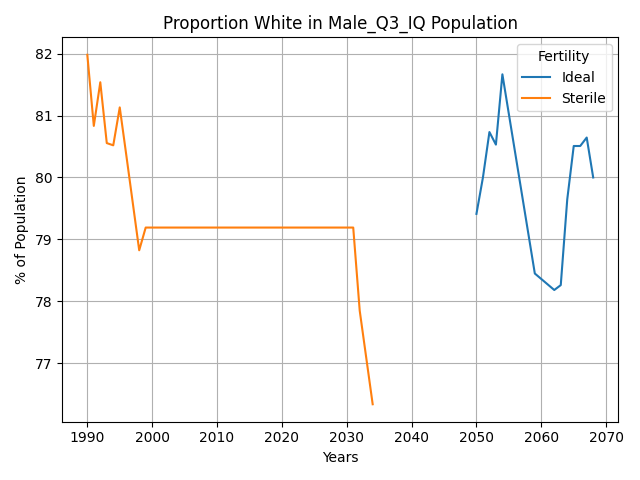 Proportion White in Male_Q3_IQ Population
Fertility
Ideal
Sterile
% of Population
82
81
80
79
78
77
1990 2000 2010 2020 2030 2040 2050 2060 2070
Years